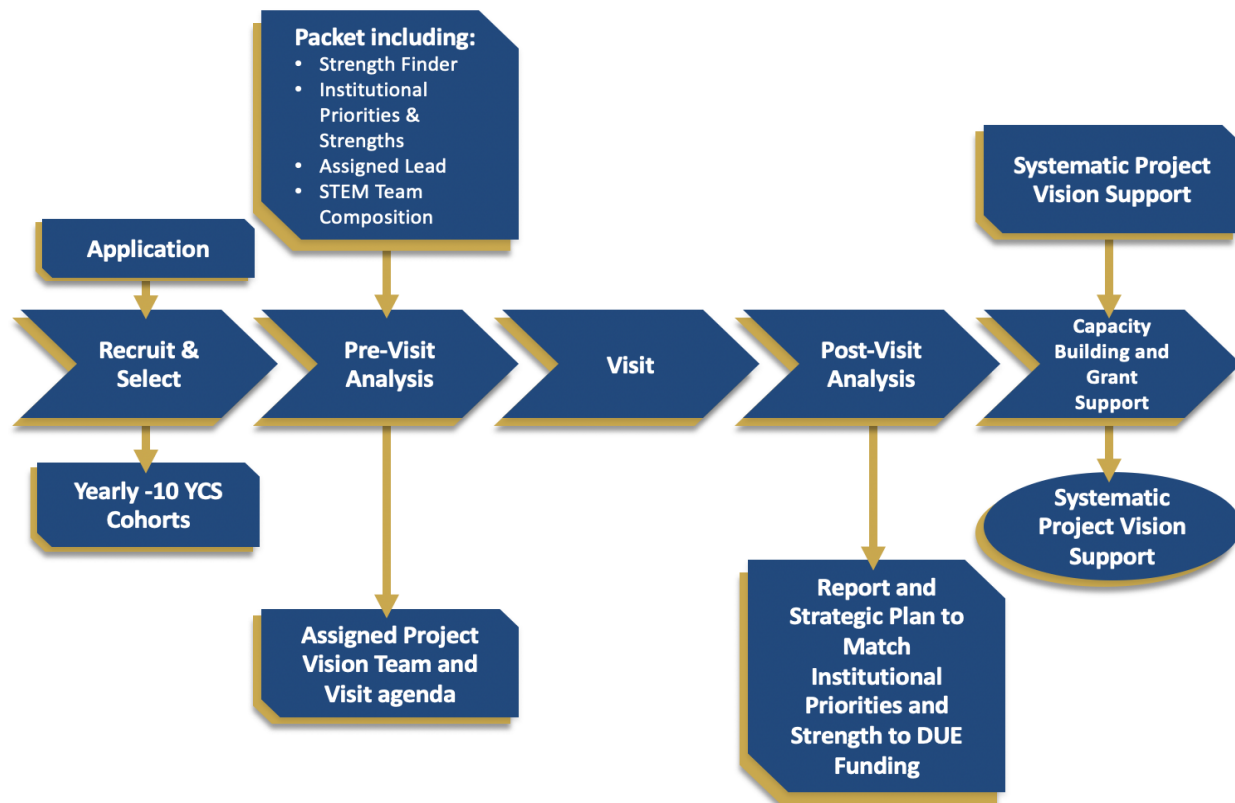 Packet including:
• Strength Finder
• Institutional
Priorities &
Strengths
• Assigned Lead
• STEM Team
Composition
Systematic Project
Vision Support
Application
Recruit &
Select
Pre-Visit
Analysis
Visit
Post-Visit
Analysis
Capacity
Building and
Grant
Support
Yearly -10 YCS
Cohorts
Systematic
Project Vision
Support
Assigned Project
Vision Team and
Visit agenda
Report and
Strategic Plan to
Match
Institutional
Priorities and
Strength to DUE
Funding